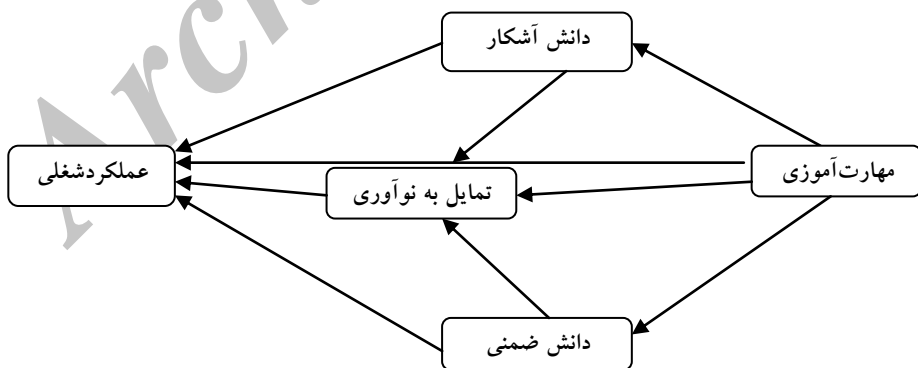 دانش آشکار
مهارت‌آموزی
عملکردشغلی
تمایل به نوآوری
دانش ضمنی